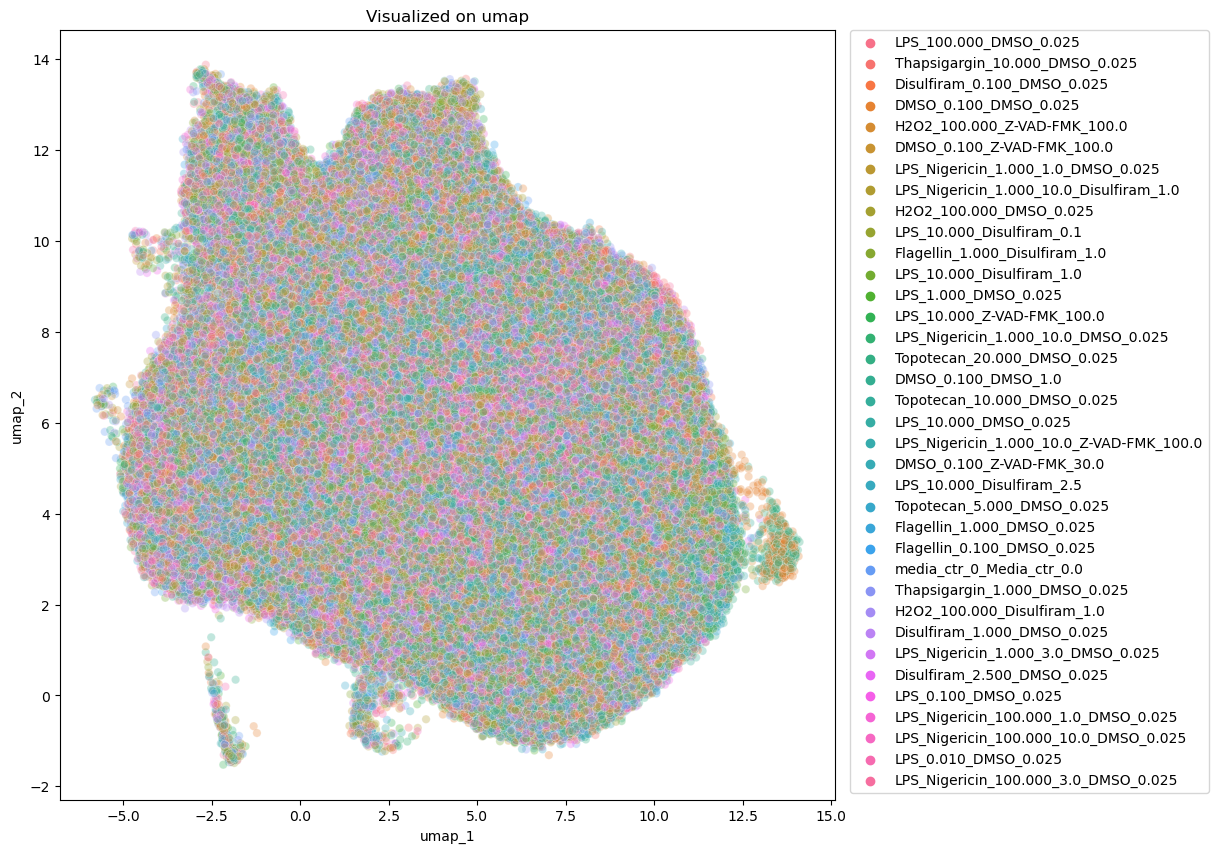 Visualized on umap
14
12
10
8
6
4
2
0
−2
umap_2
−5.0
−2.5
0.0
2.5
5.0
7.5
10.0
12.5
15.0
umap_1
LPS_100.000_DMSO_0.025
Thapsigargin_10.000_DMSO_0.025
Disulfiram_0.100_DMSO_0.025
DMSO_0.100_DMSO_0.025
H2O2_100.000_Z-VAD-FMK_100.0
DMSO_0.100_Z-VAD-FMK_100.0
LPS_Nigericin_1.000_1.0_DMSO_0.025
LPS_Nigericin_1.000_10.0_Disulfiram_1.0
H2O2_100.000_DMSO_0.025
LPS_10.000_Disulfiram_0.1
Flagellin_1.000_Disulfiram_1.0
LPS_10.000_Disulfiram_1.0
LPS_1.000_DMSO_0.025
LPS_10.000_Z-VAD-FMK_100.0
LPS_Nigericin_1.000_10.0_DMSO_0.025
Topotecan_20.000_DMSO_0.025
DMSO_0.100_DMSO_1.0
Topotecan_10.000_DMSO_0.025
LPS_10.000_DMSO_0.025
LPS_Nigericin_1.000_10.0_Z-VAD-FMK_100.0
DMSO_0.100_Z-VAD-FMK_30.0
LPS_10.000_Disulfiram_2.5
Topotecan_5.000_DMSO_0.025
Flagellin_1.000_DMSO_0.025
Flagellin_0.100_DMSO_0.025
media_ctr_0_Media_ctr_0.0
Thapsigargin_1.000_DMSO_0.025
H2O2_100.000_Disulfiram_1.0
Disulfiram_1.000_DMSO_0.025
LPS_Nigericin_1.000_3.0_DMSO_0.025
Disulfiram_2.500_DMSO_0.025
LPS_0.100_DMSO_0.025
LPS_Nigericin_100.000_1.0_DMSO_0.025
LPS_Nigericin_100.000_10.0_DMSO_0.025
LPS_0.010_DMSO_0.025
LPS_Nigericin_100.000_3.0_DMSO_0.025